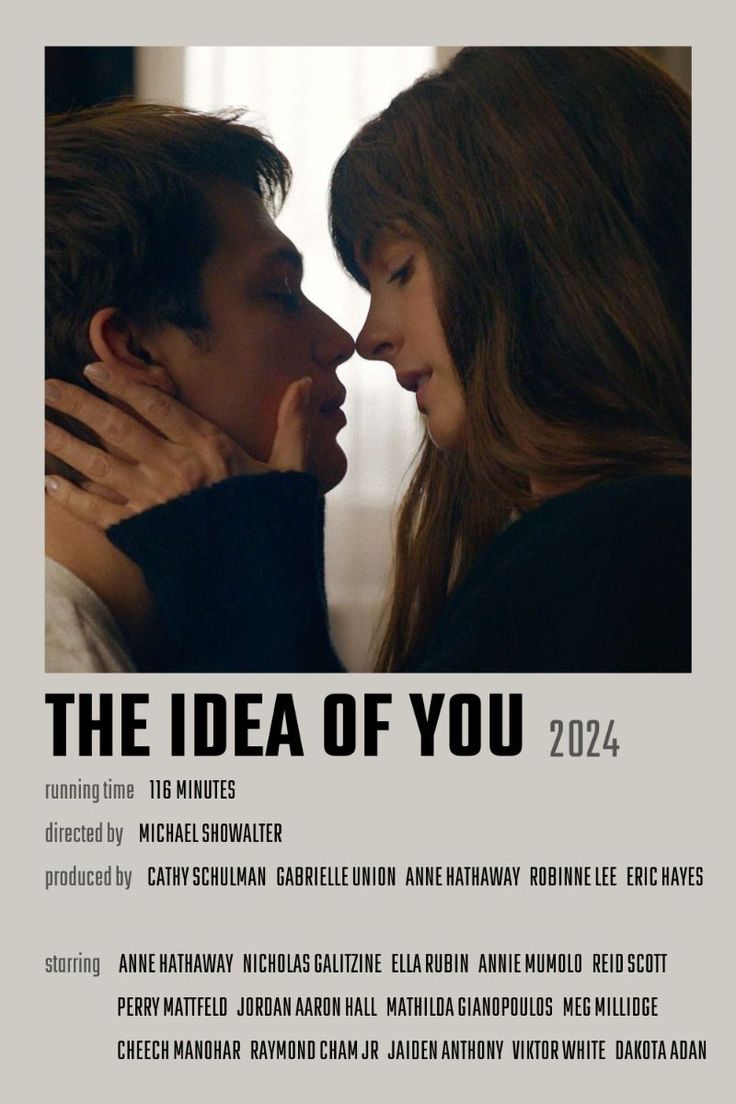 THE IDEA OF YOU 2024
running time 116 MINUTES
directed by MICHAEL SHOWALTER
produced by CATHY SCHULMAN GABRIELLE UNION ANNE HATHAWAY ROBINNE LEE ERIC HAYES
starring ANNE HATHAWAY NICHOLAS GALITZINE ELLA RUBIN ANNIE MUMOLO REID SCOTT
PERRY MATTFELD JORDAN AARON HALL MATHILDA GIANOPOULOS MEG MILLIDGE
CHEECH MANOHAR RAYMOND CHAM JR JAIDEN ANTHONY VIKTOR WHITE DAKOTA ADAN